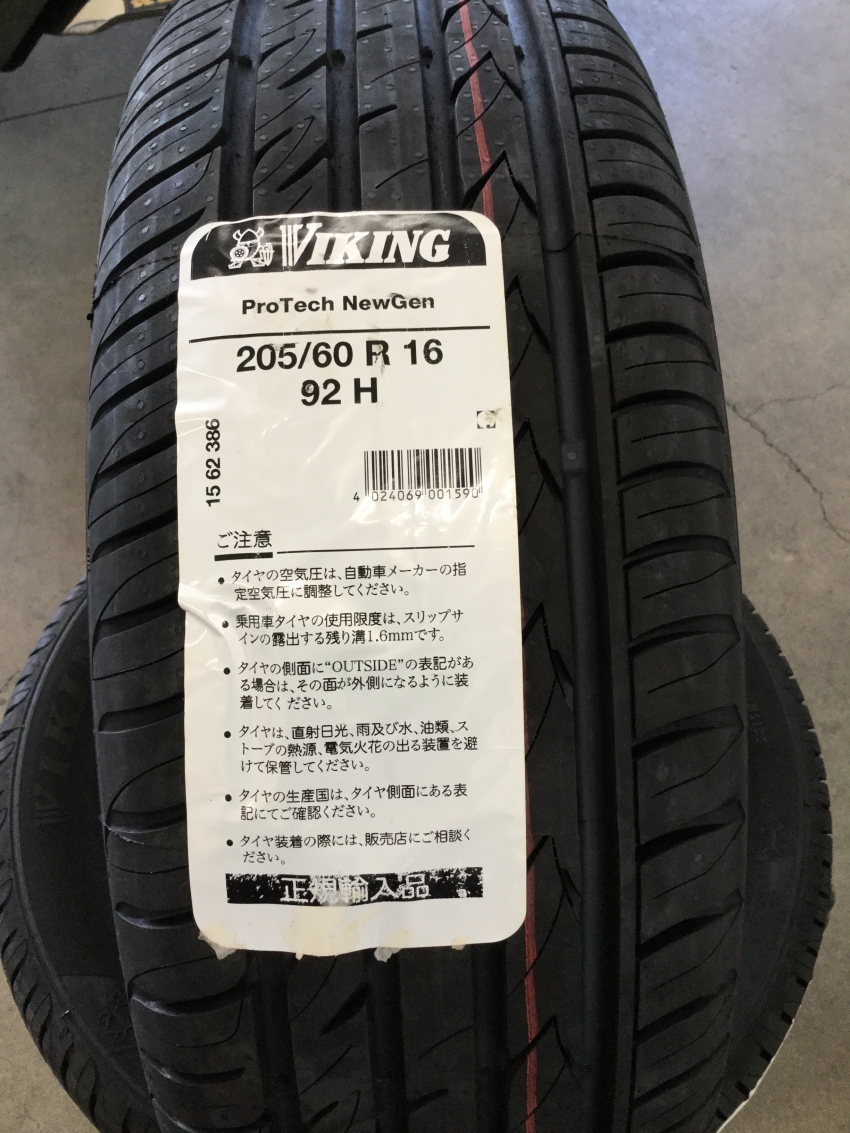 VIKING
ProTech NewGen
205/60 R 16
92 H
15 62 386
4 024069 001590
ご注意
• タイヤの空気圧は、自動車メーカーの指
定空気圧に調整してください。
• 乗用車タイヤの使用限度は、スリップサ
インの露出する残り溝1.6mmです。
• タイヤの側面に“OUTSIDE”の表記があ
る場合は、その面が外側になるように装
着してください。
• タイヤは、直射日光、雨及び水、油類、ス
トーブの熱源、電気火花の出る装置を避
けて保管してください。
• タイヤの生産国は、タイヤ側面にある表
記にてご確認ください。
• タイヤ装着の際には、販売店にご相談く
ださい。
正規輸入品